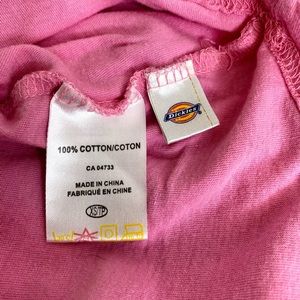 100% COTTON/COTON
CA 04733
MADE IN CHINA
FABRIQUÉ EN CHINE
XS/TP
Dickies